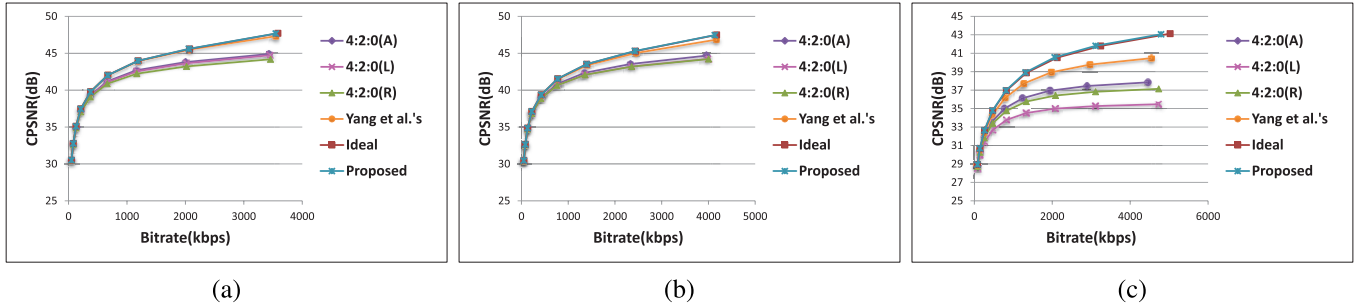 50
45
40
35
30
25
CPSNR(dB)
0
1000
2000
3000
4000
Bitrate(kbps)
4:2:0(A)
4:2:0(L)
4:2:0(R)
Yang et al.'s
Ideal
Proposed
(a)
50
45
40
35
30
25
CPSNR(dB)
0
1000
2000
3000
4000
5000
Bitrate(kbps)
4:2:0(A)
4:2:0(L)
4:2:0(R)
Yang et al.'s
Ideal
Proposed
(b)
45
43
41
39
37
35
33
31
29
27
25
CPSNR(dB)
0
2000
4000
6000
Bitrate(kbps)
4:2:0(A)
4:2:0(L)
4:2:0(R)
Yang et al.'s
Ideal
Proposed
(c)